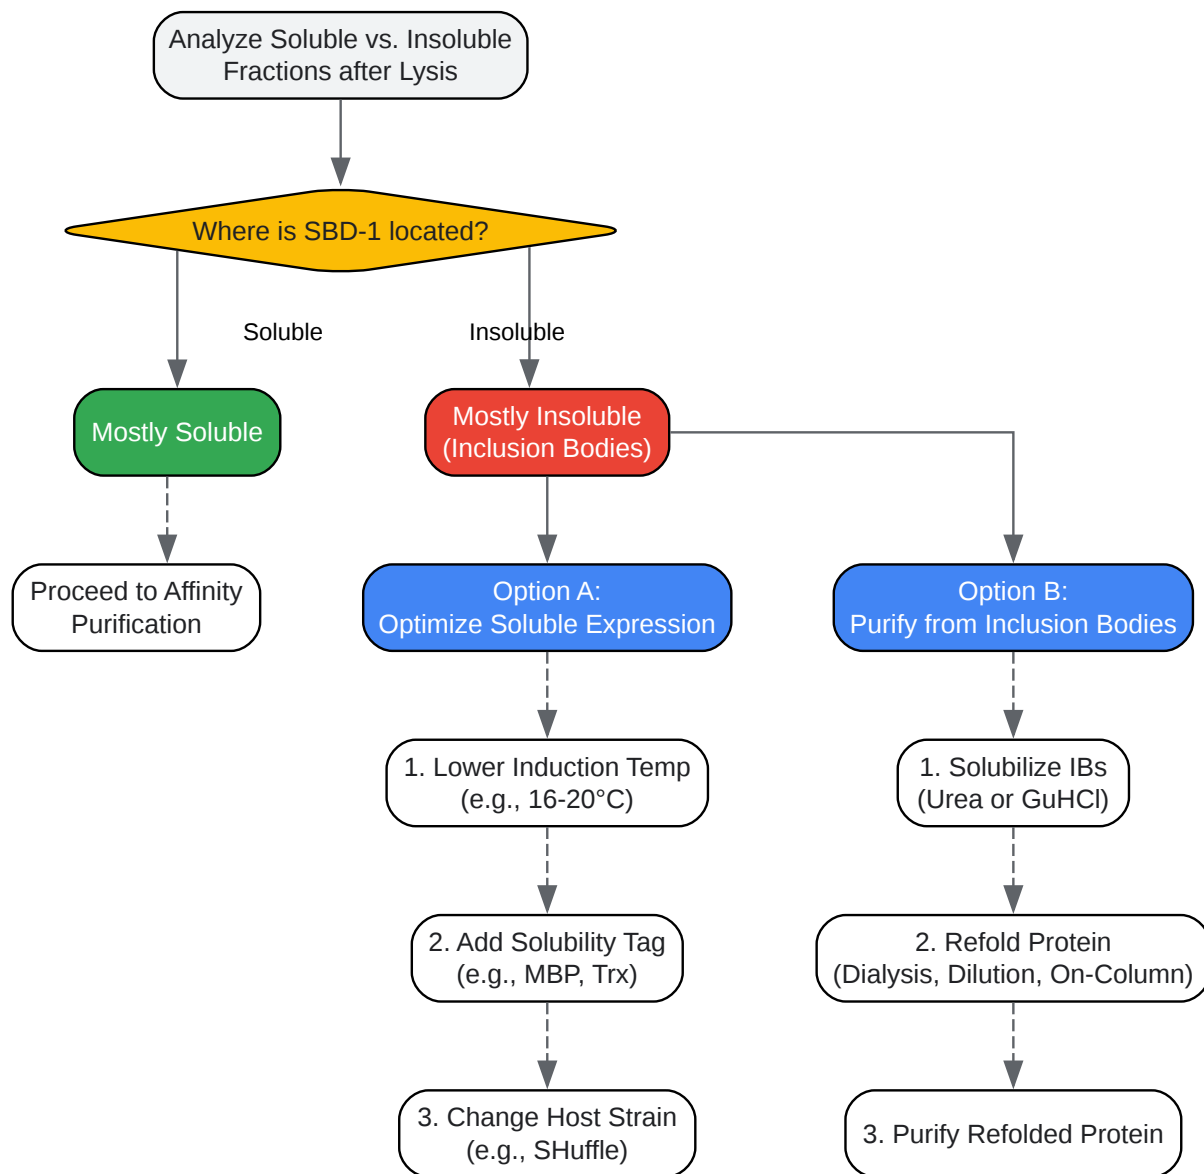 Analyze Soluble vs. Insoluble
Fractions after Lysis
Where is SBD-1 located?
Soluble
Insoluble
Mostly Soluble
Mostly Insoluble
(Inclusion Bodies)
Proceed to Affinity
Purification
Option A:
Optimize Soluble Expression
Option B:
Purify from Inclusion Bodies
1. Lower Induction Temp
(e.g., 16-20°C)
1. Solubilize IBs
(Urea or GuHCl)
2. Add Solubility Tag
(e.g., MBP, Trx)
2. Refold Protein
(Dialysis, Dilution, On-Column)
3. Change Host Strain
(e.g., SHuffle)
3. Purify Refolded Protein